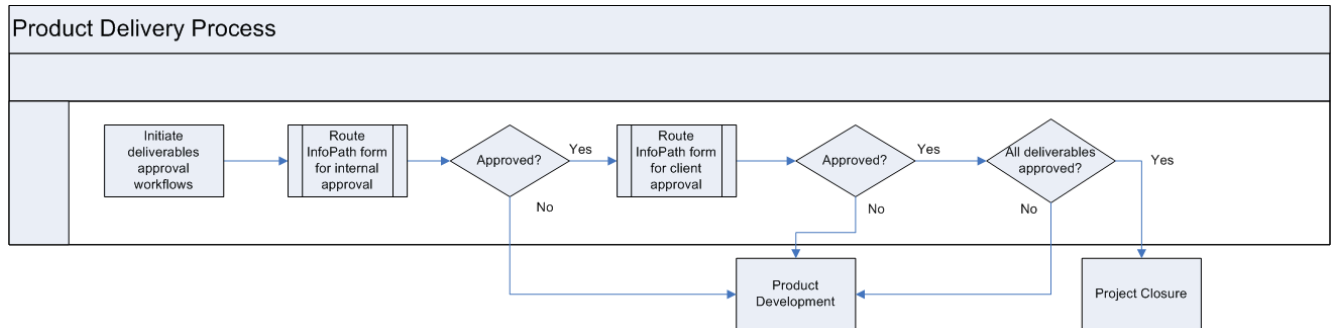 Product Delivery Process
Initiate
deliverables
approval
workflows
Route
InfoPath form
for internal
approval
Approved?
Yes
No
Route
InfoPath form
for client
approval
Approved?
Yes
No
All deliverables
approved?
Yes
No
Product
Development
Project Closure